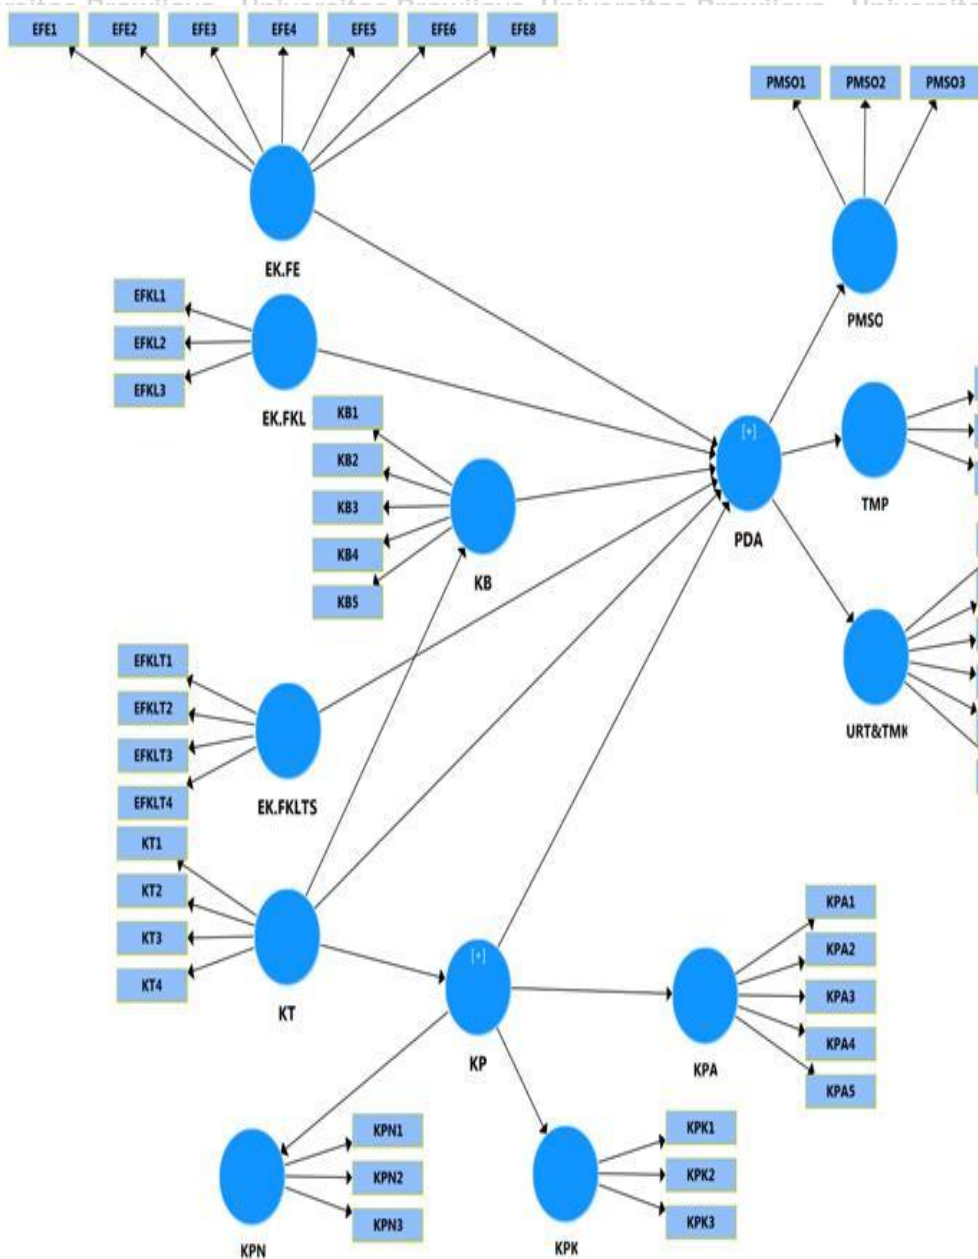 EFE1 EFE2 EFE3 EFE4 EFE5 EFE6 EFE8
PMSO1 PMSO2 PMSO3
EK.FE
EFKL1
EFKL2
EFKL3
EK.FKL
PMSO
KB1
KB2
KB3
KB4
KB5
KB
[+]
PDA
TMP
URT&TMK
EFKLT1
EFKLT2
EFKLT3
EFKLT4
EK.FKLTS
KT1
KT2
KT3
KT4
KT
[+]
KP
KPA
KPA1
KPA2
KPA3
KPA4
KPA5
KPN1
KPN2
KPN3
KPN
KPK1
KPK2
KPK3
KPK